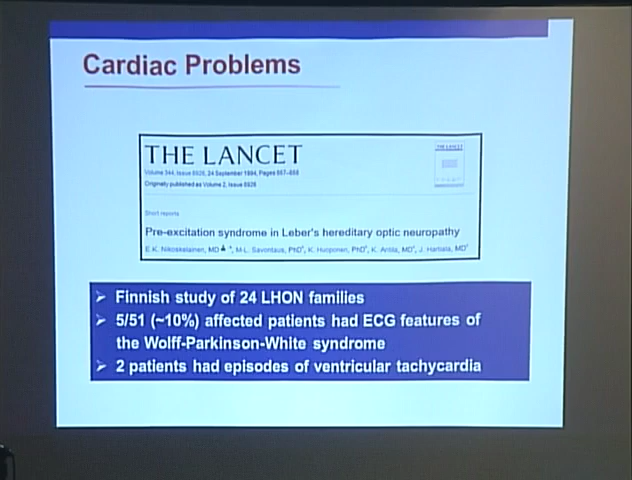 Cardiac Problems
THE LANCET
Volume 344, Issue 8926, 24 September 1994, Pages 857-858
Originally published as Volume 2, Issue 8926
THE LANCET
Short reports
Pre-excitation syndrome in Leber's hereditary optic neuropathy
E.K. Nikoskelainen, MD, M-L. Savontaus, PhD, K. Huoponen, PhD, K. Antila, MD, J. Hartiala, MD
➢ Finnish study of 24 LHON families
➢ 5/51 (~10%) affected patients had ECG features of
the Wolff-Parkinson-White syndrome
➢ 2 patients had episodes of ventricular tachycardia